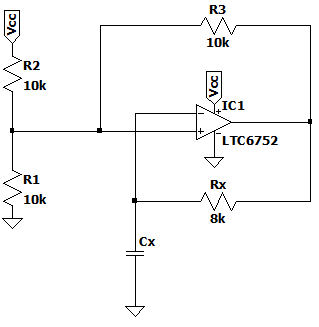 Vcc
R3
10k
R2
10k
Vcc
IC1
LTC6752
R1
10k
Rx
8k
Cx